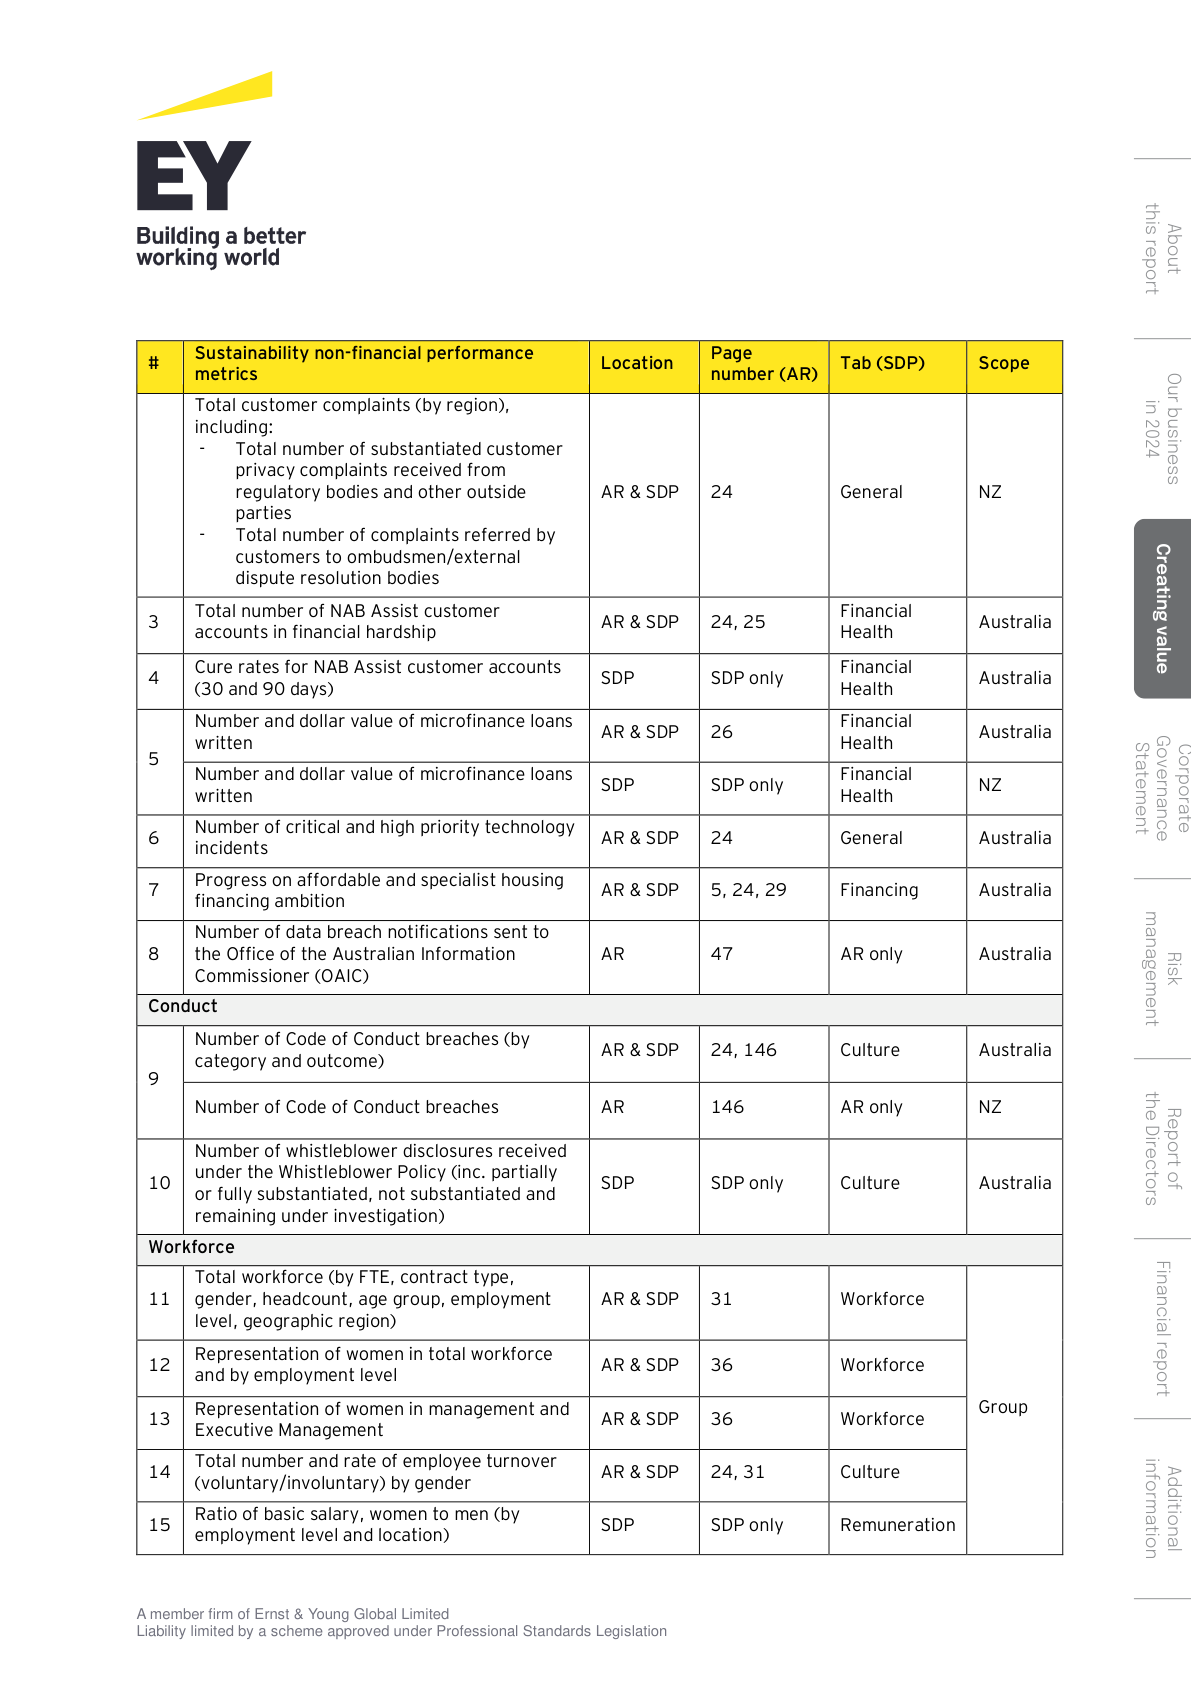 EY
Building a better
working world
# Sustainability non-financial performance metrics Location Page number (AR) Tab (SDP) Scope
Total customer complaints (by region),
including:
- Total number of substantiated customer
privacy complaints received from
regulatory bodies and other outside
parties
- Total number of complaints referred by
customers to ombudsmen/external
dispute resolution bodies
AR & SDP 24 General NZ
3 Total number of NAB Assist customer
accounts in financial hardship
AR & SDP 24, 25 Financial Health Australia
4 Cure rates for NAB Assist customer accounts
(30 and 90 days)
SDP SDP only Financial Health Australia
5 Number and dollar value of microfinance loans
written
AR & SDP 26 Financial Health Australia
Number and dollar value of microfinance loans
written
SDP SDP only Financial Health NZ
6 Number of critical and high priority technology
incidents
AR & SDP 24 General Australia
7 Progress on affordable and specialist housing
financing ambition
AR & SDP 5, 24, 29 Financing Australia
8 Number of data breach notifications sent to
the Office of the Australian Information
Commissioner (OAIC)
AR 47 AR only Australia
Conduct
9 Number of Code of Conduct breaches (by
category and outcome)
AR & SDP 24, 146 Culture Australia
Number of Code of Conduct breaches AR 146 AR only NZ
10 Number of whistleblower disclosures received
under the Whistleblower Policy (inc. partially
or fully substantiated, not substantiated and
remaining under investigation)
SDP SDP only Culture Australia
Workforce
11 Total workforce (by FTE, contract type,
gender, headcount, age group, employment
level, geographic region)
AR & SDP 31 Workforce
12 Representation of women in total workforce
and by employment level
AR & SDP 36 Workforce
13 Representation of women in management and
Executive Management
AR & SDP 36 Workforce
Group
14 Total number and rate of employee turnover
(voluntary/involuntary) by gender
AR & SDP 24, 31 Culture
15 Ratio of basic salary, women to men (by
employment level and location)
SDP SDP only Remuneration
A member firm of Ernst & Young Global Limited
Liability limited by a scheme approved under Professional Standards Legislation
About
this report
Our business
in 2024
Creating value
Corporate
Governance
Statement
Risk
management
Report of
the Directors
Financial report
Additional
information